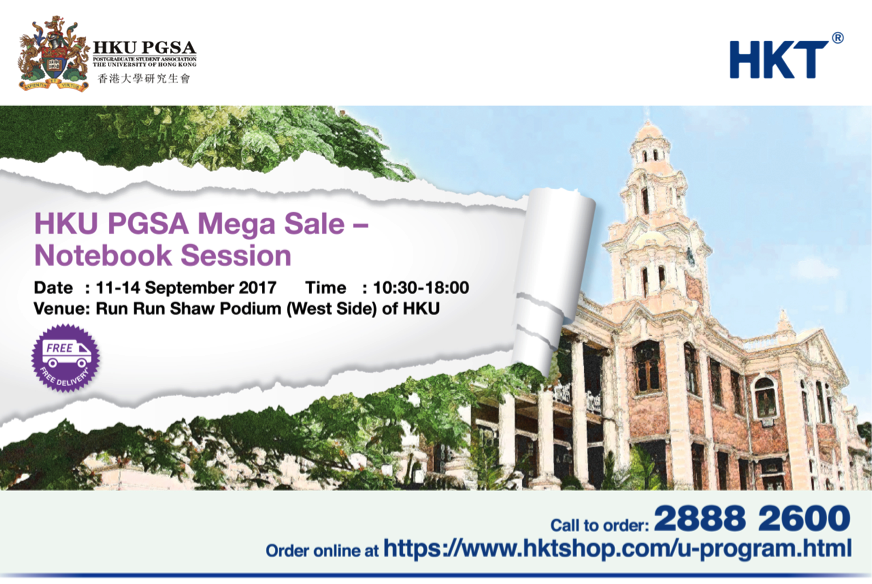 HKU PGSA
POSTGRADUATE STUDENT ASSOCIATION
THE UNIVERSITY OF HONG KONG
香港大學研究生會
HKT®
HKU PGSA Mega Sale –
Notebook Session
Date : 11-14 September 2017 Time : 10:30-18:00
Venue: Run Run Shaw Podium (West Side) of HKU
FREE
FREE DELIVERY
Call to order: 2888 2600
Order online at https://www.hktshop.com/u-program.html